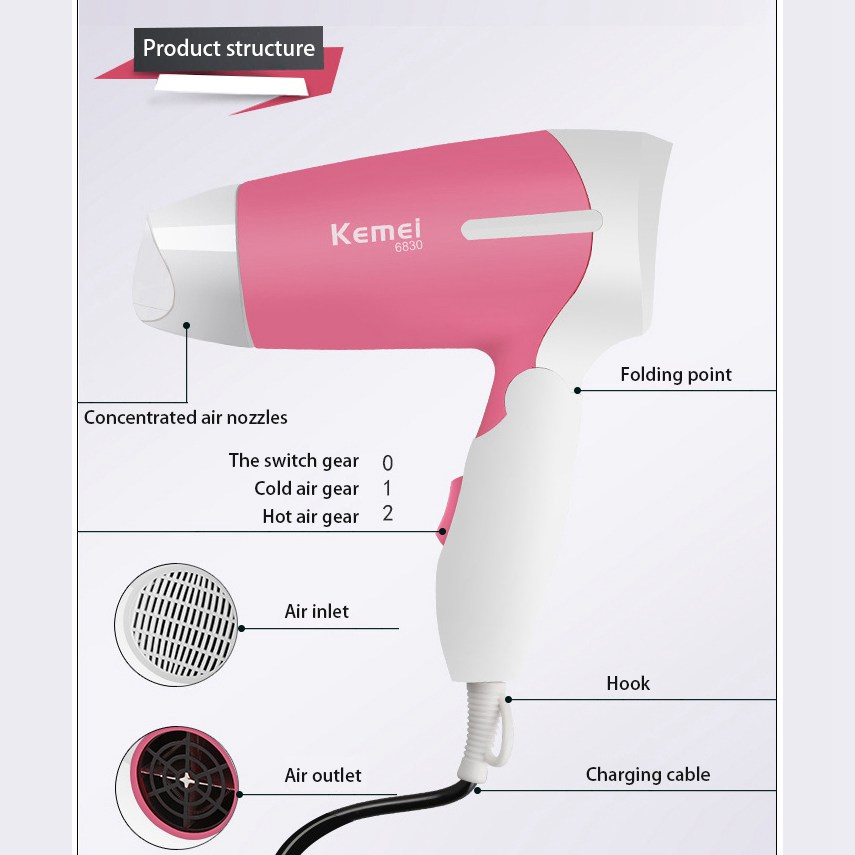 Product structure
Kemei
6830
Folding point
Concentrated air nozzles
The switch gear 0
Cold air gear 1
Hot air gear 2
Air inlet
Hook
Air outlet
Charging cable